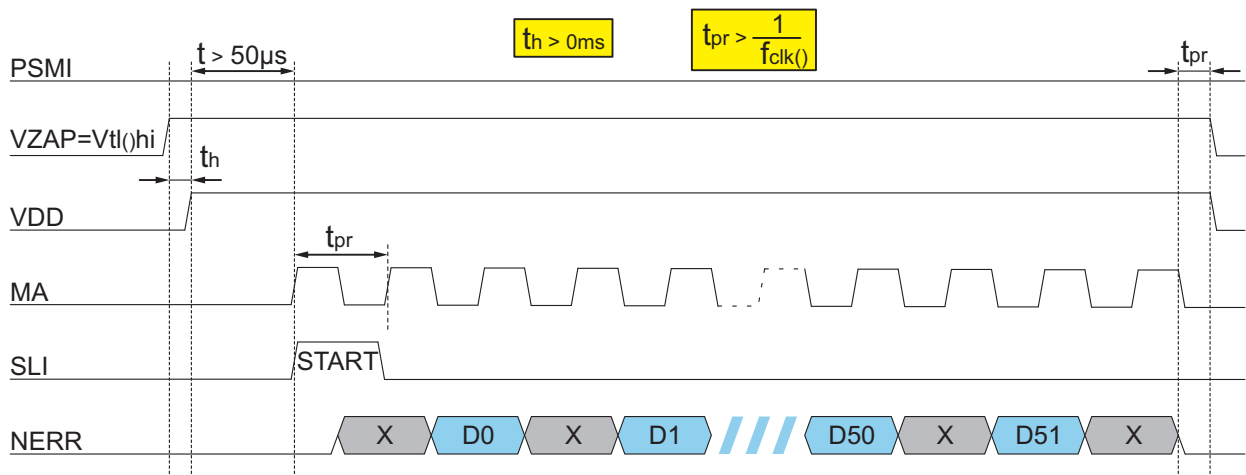 t > 50µs
th > 0ms
tpr > 1
fclk()
PSMI
tpr
VZAP=Vtl()hi
th
VDD
tpr
MA
SLI
START
NERR
X D0 X D1 D50 X D51 X